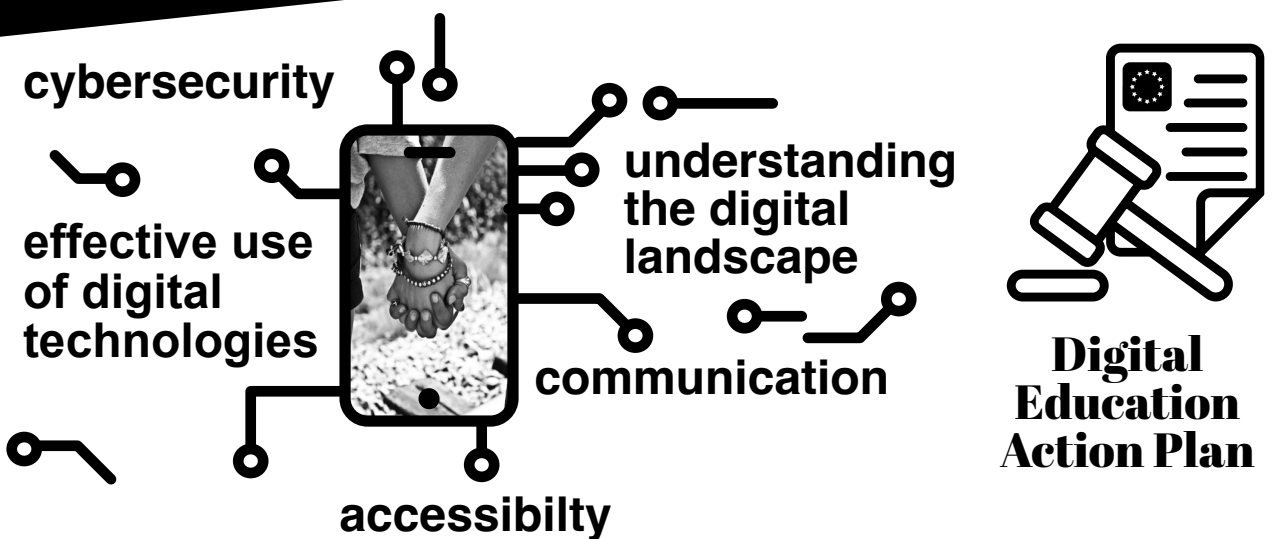 cybersecurity
effective use
of digital
technologies
understanding
the digital
landscape
communication
accessibilty
Digital
Education
Action Plan